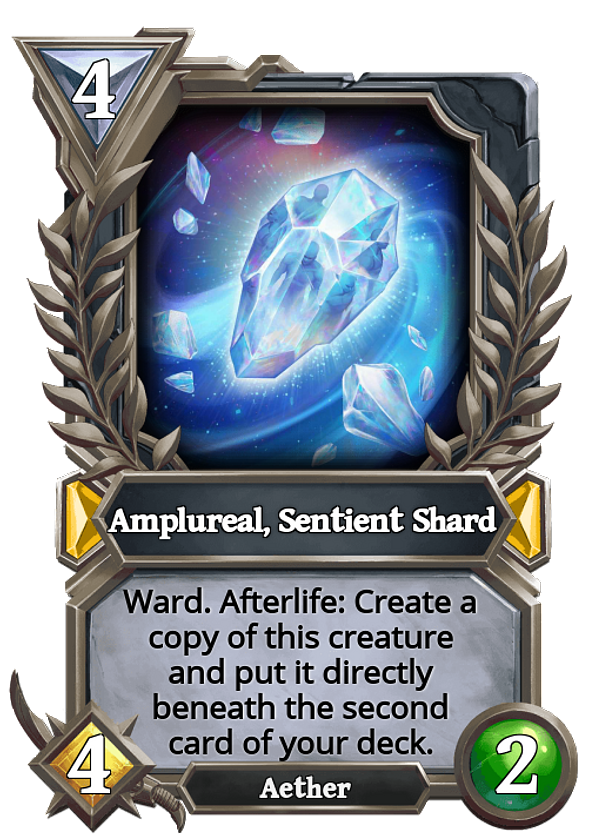 4
Amplureal, Sentient Shard
Ward. Afterlife: Create a
copy of this creature
and put it directly
beneath the second
card of your deck.
4
Aether
2